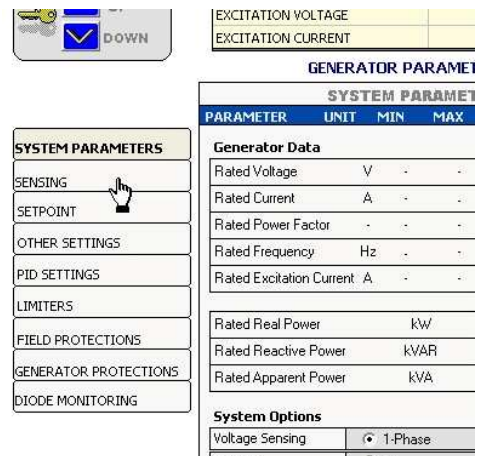 DOWN
EXCITATION VOLTAGE
EXCITATION CURRENT
SYSTEM PARAMETERS
SENSING
SETPOINT
OTHER SETTINGS
PID SETTINGS
LIMITERS
FIELD PROTECTIONS
GENERATOR PROTECTIONS
DIODE MONITORING
GENERATOR PARAMET
SYSTEM PARAMET
PARAMETER UNIT MIN MAX
Generator Data
Rated Voltage V - -
Rated Current A - -
Rated Power Factor - - -
Rated Frequency Hz - -
Rated Excitation Current A - -
Rated Real Power kW
Rated Reactive Power kVAR
Rated Apparent Power kVA
System Options
Voltage Sensing 1-Phase